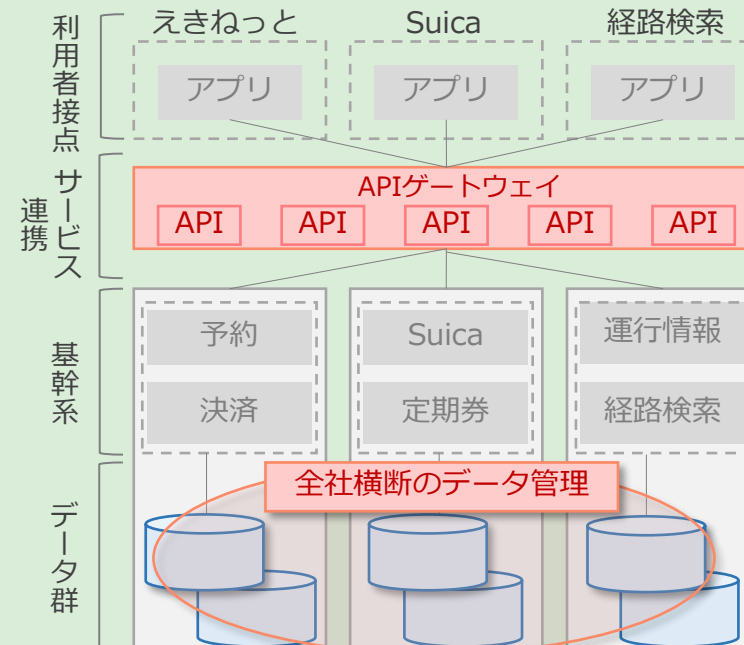 利用者接点
えきねっと
Suica
経路検索
アプリ
アプリ
アプリ
サービス
連携
APIゲートウェイ
API
API
API
API
API
基幹系
予約
Suica
運行情報
決済
定期券
経路検索
データ群
全社横断のデータ管理